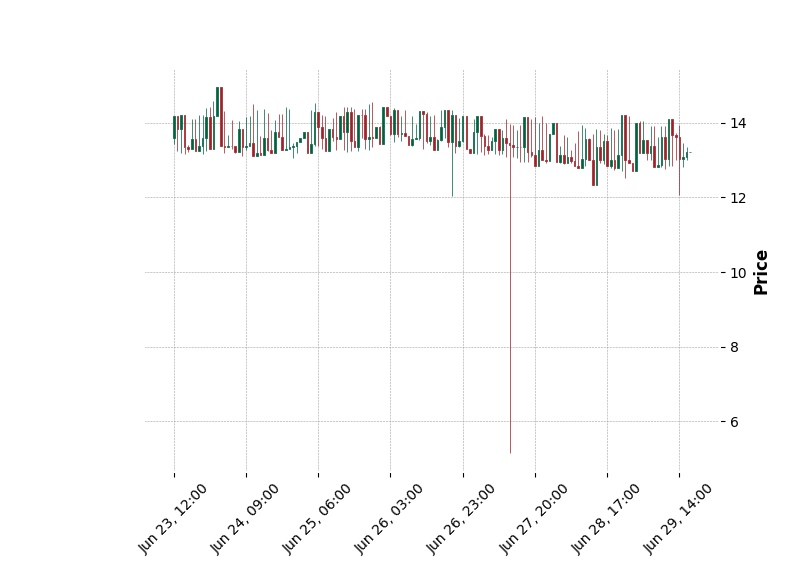 14
12
10
8
6
Price
Jun 23, 12:00
Jun 24, 09:00
Jun 25, 06:00
Jun 26, 03:00
Jun 26, 23:00
Jun 27, 20:00
Jun 28, 17:00
Jun 29, 14:00